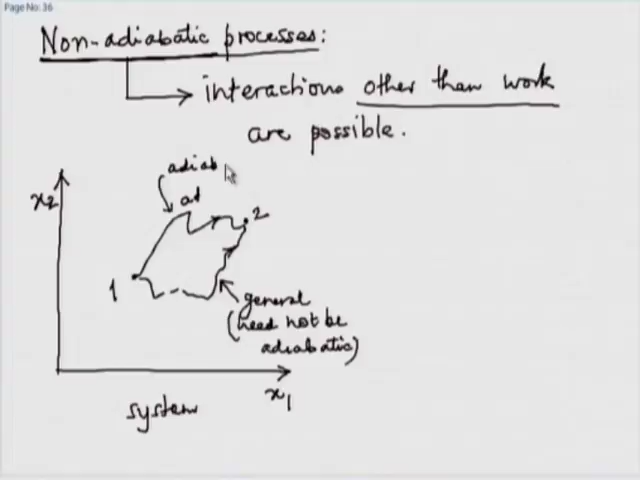 Page No: 36
Non-adiabatic processes:
interactions other than work
are possible.
adiab
ad
x2
2
1
general
(need not be
adiabatic)
x1
system